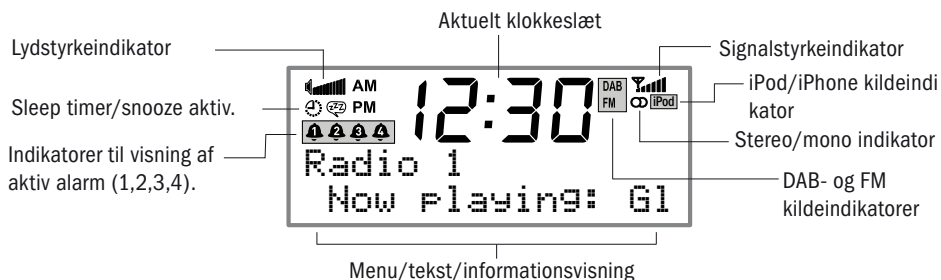 Aktuelt klokkeslæt
Lydstyrkeindikator
Signalstyrkeindikator
AM
12:30
DAB
iPod/iPhone kildeindi
kator
Sleep timer/snooze aktiv.
zzz
PM
FM
iPod
Stereo/mono indikator
Indikatorer til visning af
aktiv alarm (1,2,3,4).
1 2 3 4
Radio 1
DAB- og FM
kildeindikatorer
Now playing: Gl
Menu/tekst/informationsvisning